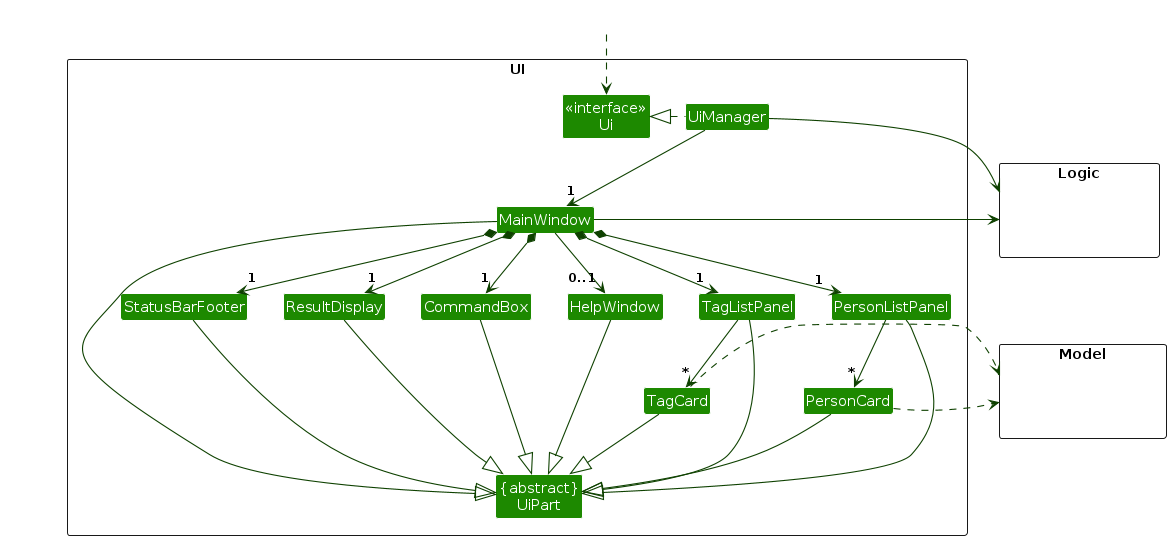 UI
«interface»
Ui
UiManager
Logic
1
MainWindow
1
1
1
0..1
1
1
StatusBarFooter
ResultDisplay
CommandBox
HelpWindow
TagListPanel
PersonListPanel
Model
*
*
TagCard
PersonCard
{abstract}
UiPart